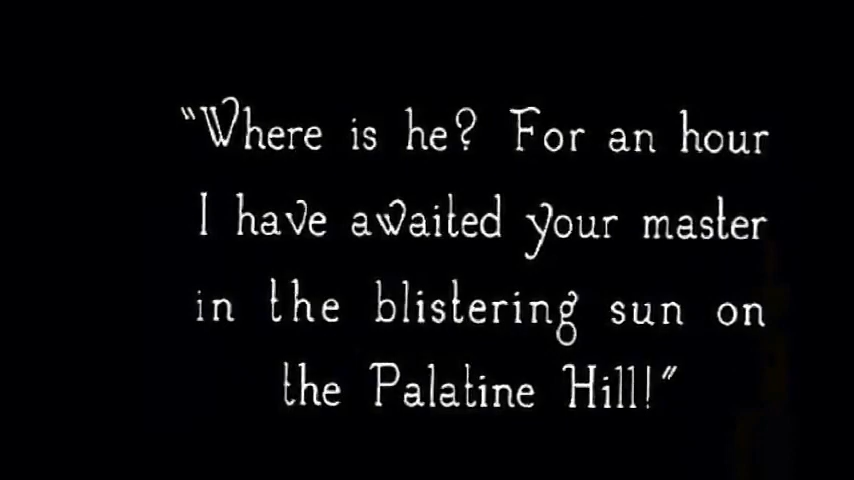 "Where is he? For an hour
I have awaited your master
in the blistering sun on
the Palatine Hill!"